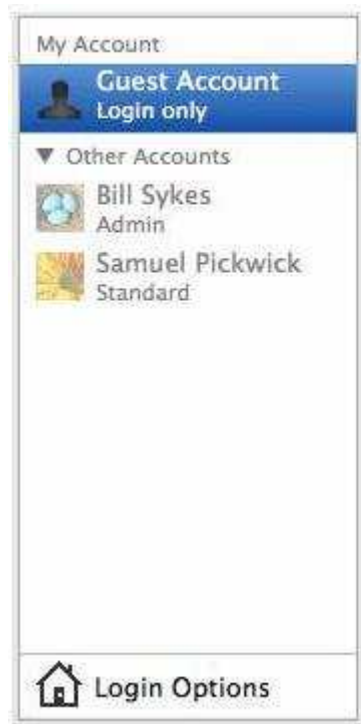 My Account
Guest Account
Login only
Other Accounts
Bill Sykes
Admin
Samuel Pickwick
Standard
Login Options